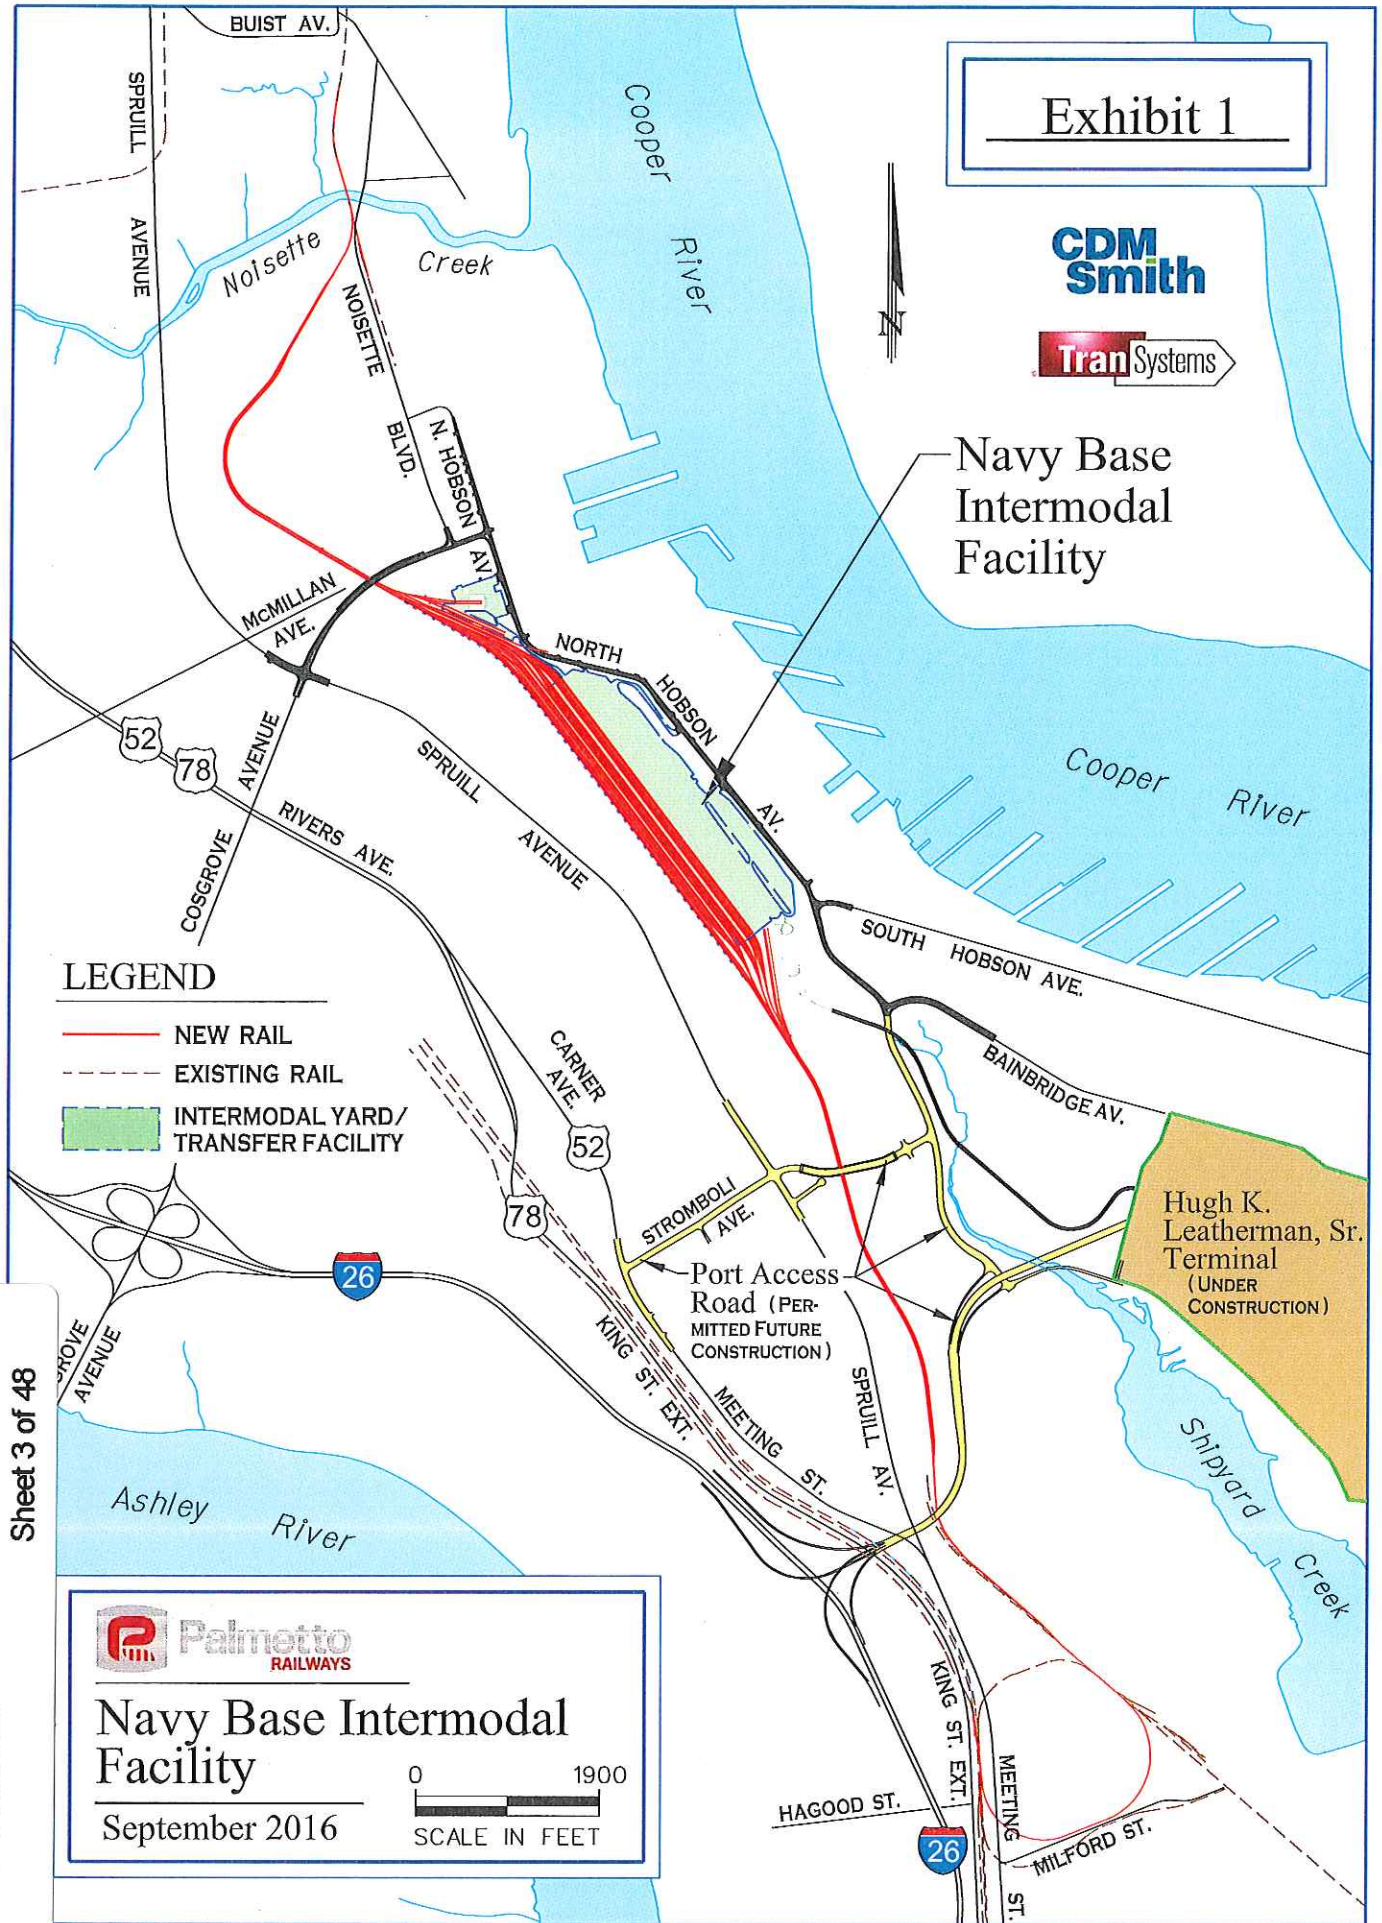 BUIST AV.
Exhibit 1
SPRUILL
AVENUE
Cooper
River
Noisette
Creek
N
CDM
Smith
TranSystems
NOISETTE
BLVD.
N. HOBSON
AV
Navy Base
Intermodal
Facility
McMILLAN
AVE.
NORTH
HOBSON
AV.
52
78
COSGROVE
AVENUE
SPRUILL
AVENUE
RIVERS AVE.
Cooper
River
SOUTH HOBSON AVE.
BAINBRIDGE AV.
LEGEND
NEW RAIL
EXISTING RAIL
INTERMODAL YARD/
TRANSFER FACILITY
CARNER
AVE.
52
78
STROMBOLI
AVE.
26
Port Access
Road (PER-
MITTED FUTURE
CONSTRUCTION)
Hugh K.
Leatherman, Sr.
Terminal
(UNDER
CONSTRUCTION)
GROVE
AVENUE
KING ST. EXT.
MEETING ST.
SPRUILL AV.
Shipyard
Creek
Ashley
River
Sheet 3 of 48
Palmetto
RAILWAYS
Navy Base Intermodal
Facility
September 2016
0 1900
SCALE IN FEET
KING ST. EXT.
MEETING ST.
HAGOOD ST.
MILFORD ST.
26